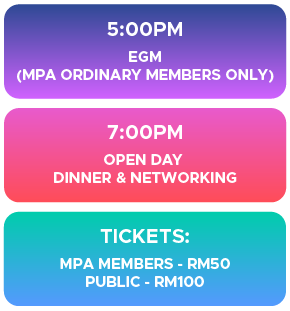 5:00PM
EGM
(MPA ORDINARY MEMBERS ONLY)
7:00PM
OPEN DAY
DINNER & NETWORKING
TICKETS:
MPA MEMBERS - RM50
PUBLIC - RM100